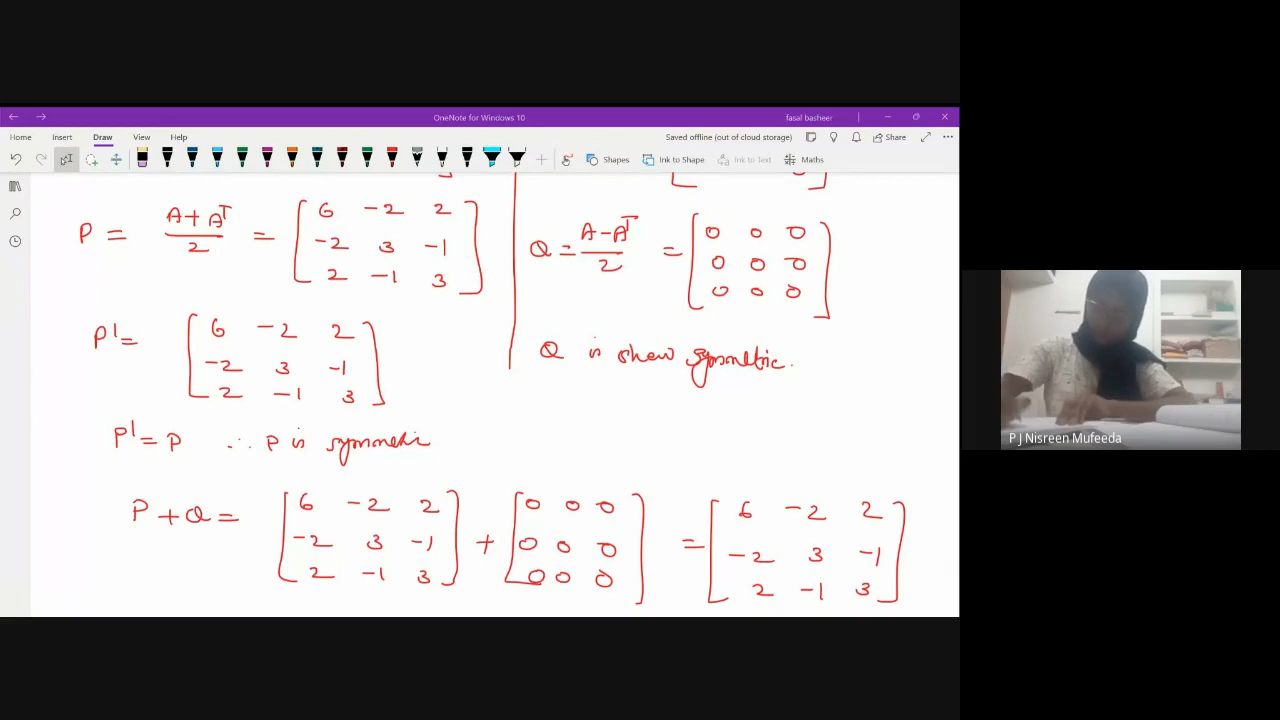 OneNote for Windows 10
fasal basheer
Home Insert Draw View Help
Saved offline (out of cloud storage) Share
Shapes Ink to Shape Ink to Text Maths
P = A + A^T / 2 = [ 6 -2 2
-2 3 -1
2 -1 3 ]
P' = [ 6 -2 2
-2 3 -1
2 -1 3 ]
P' = P ∴ P is symmetric
Q = A - A^T / 2 = [ 0 0 0
0 0 0
0 0 0 ]
Q is skew symmetric.
P + Q = [ 6 -2 2 ] + [ 0 0 0 ] = [ 6 -2 2 ]
[ -2 3 -1 ] [ 0 0 0 ] [ -2 3 -1 ]
[ 2 -1 3 ] [ 0 0 0 ] [ 2 -1 3 ]
P J Nisreen Mufeeda